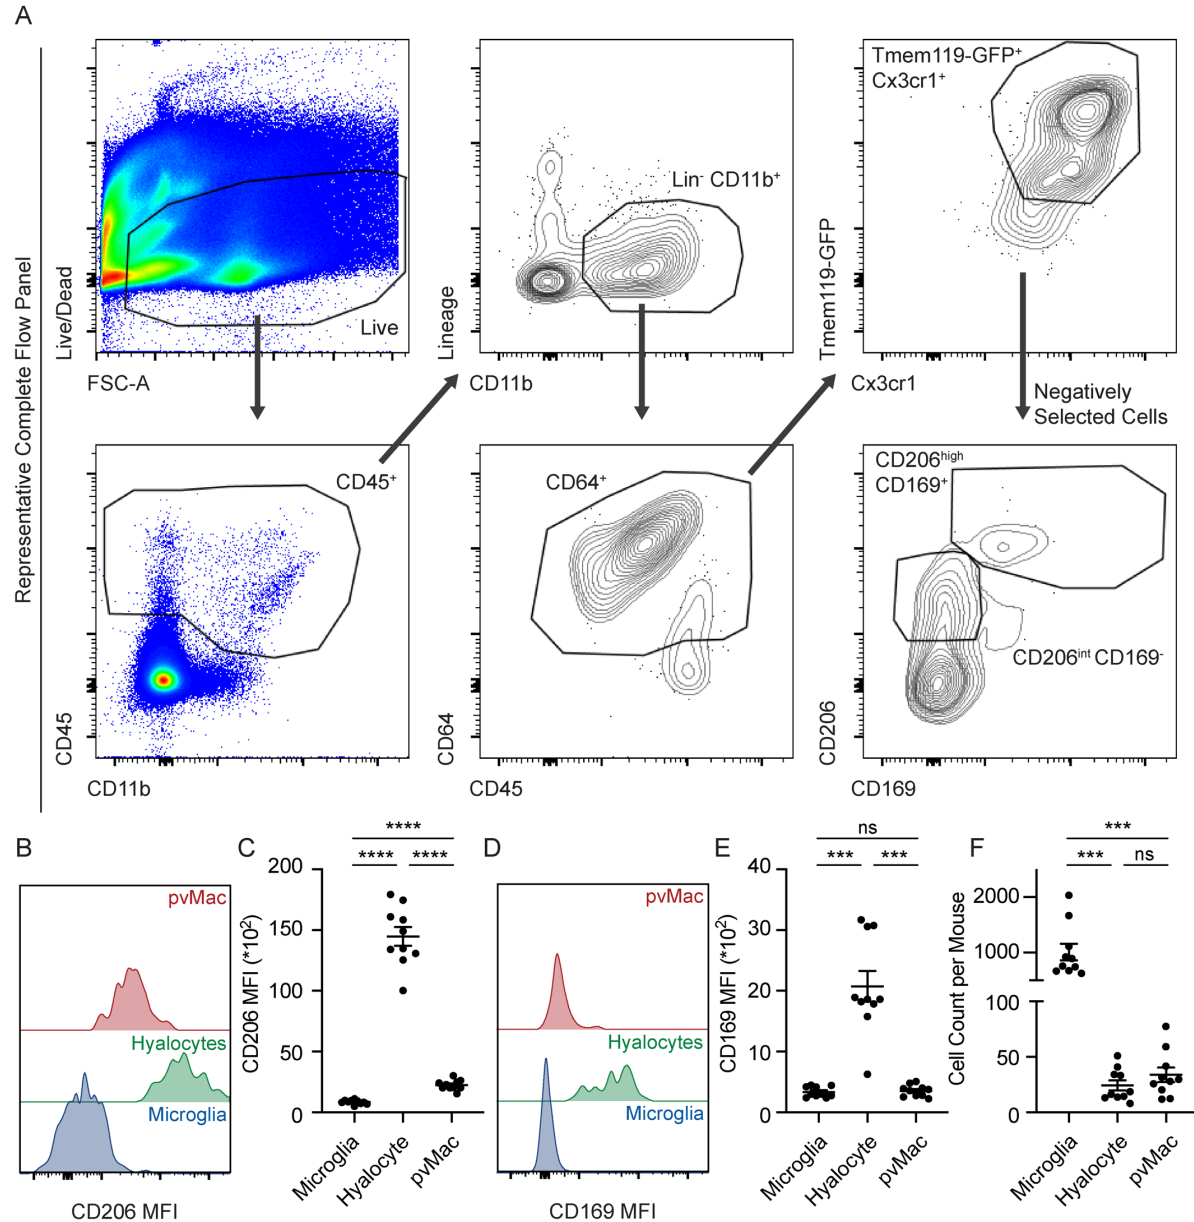 A
Representative Complete Flow Panel
Live/Dead
Live
FSC-A
Lineage
Lin⁻ CD11b⁺
CD11b
Tmem119-GFP⁺
Cx3cr1⁺
Tmem119-GFP
Cx3cr1
Negatively
Selected Cells
CD45⁺
CD45
CD11b
CD64⁺
CD64
CD45
CD206ʰⁱᵍʰ
CD169⁺
CD206ⁱⁿᵗ CD169⁻
CD206
CD169
B
pvMac
Hyalocytes
Microglia
CD206 MFI
C
****
**** ****
CD206 MFI (*10²)
200
150
100
50
0
Microglia
Hyalocyte
pvMac
D
pvMac
Hyalocytes
Microglia
CD169 MFI
E
ns
*** ***
CD169 MFI (*10²)
40
30
20
10
0
Microglia
Hyalocyte
pvMac
F
***
*** ns
Cell Count per Mouse
2000
1000
100
50
0
Microglia
Hyalocyte
pvMac